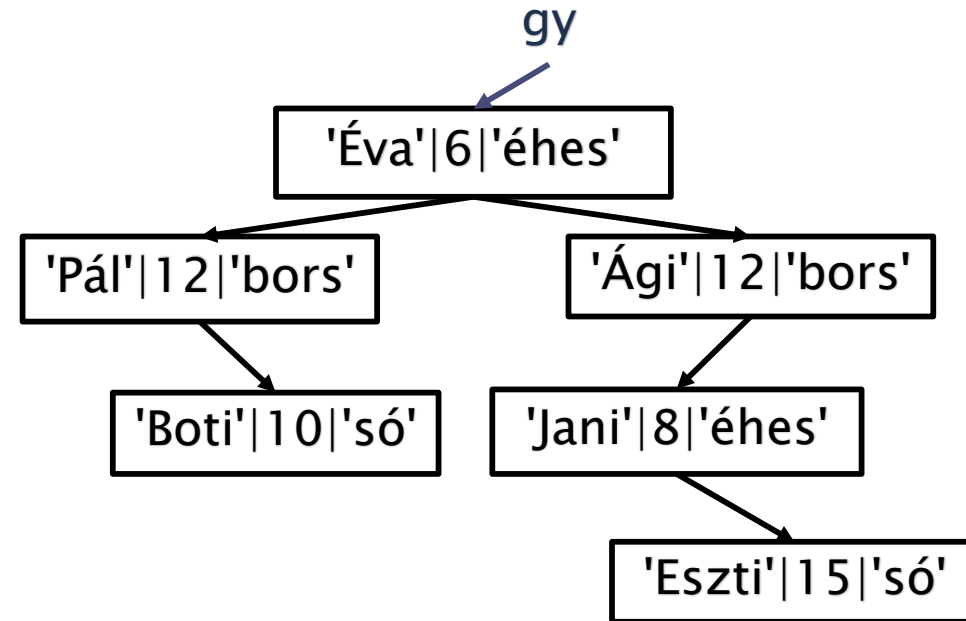 gy
'Éva'|6|'éhes'
'Pál'|12|'bors'
'Ági'|12|'bors'
'Boti'|10|'só'
'Jani'|8|'éhes'
'Eszti'|15|'só'